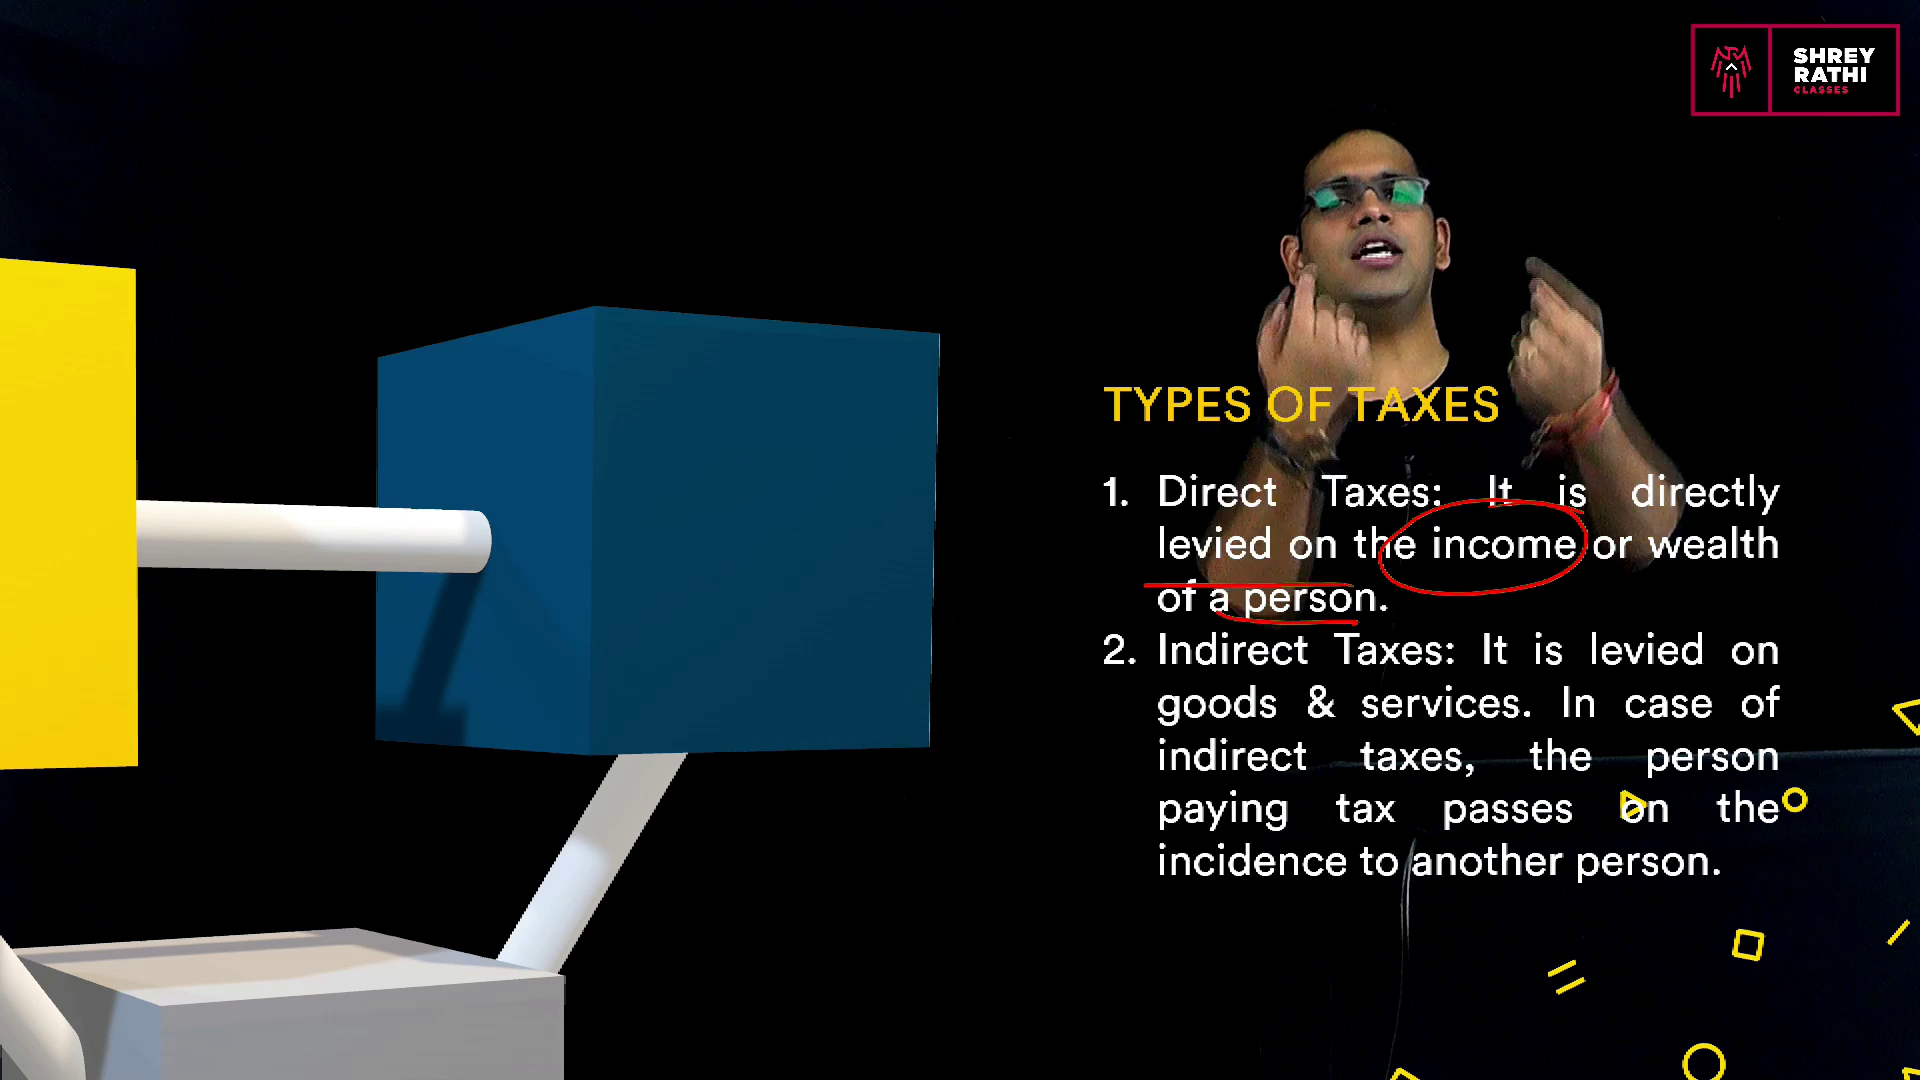 SHREY
RATHI
CLASSES
TYPES OF TAXES
1. Direct Taxes: It is directly
levied on the income or wealth
of a person.
2. Indirect Taxes: It is levied on
goods & services. In case of
indirect taxes, the person
paying tax passes on the
incidence to another person.